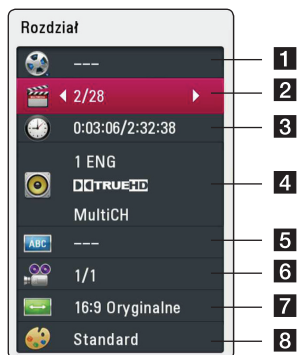 Rozdział
--- 1
2/28 2
0:03:06/2:32:38 3
1 ENG
DOLBY TRUEHD 4
MultiCH
ABC --- 5
1/1 6
16:9 Oryginalne 7
Standard 8